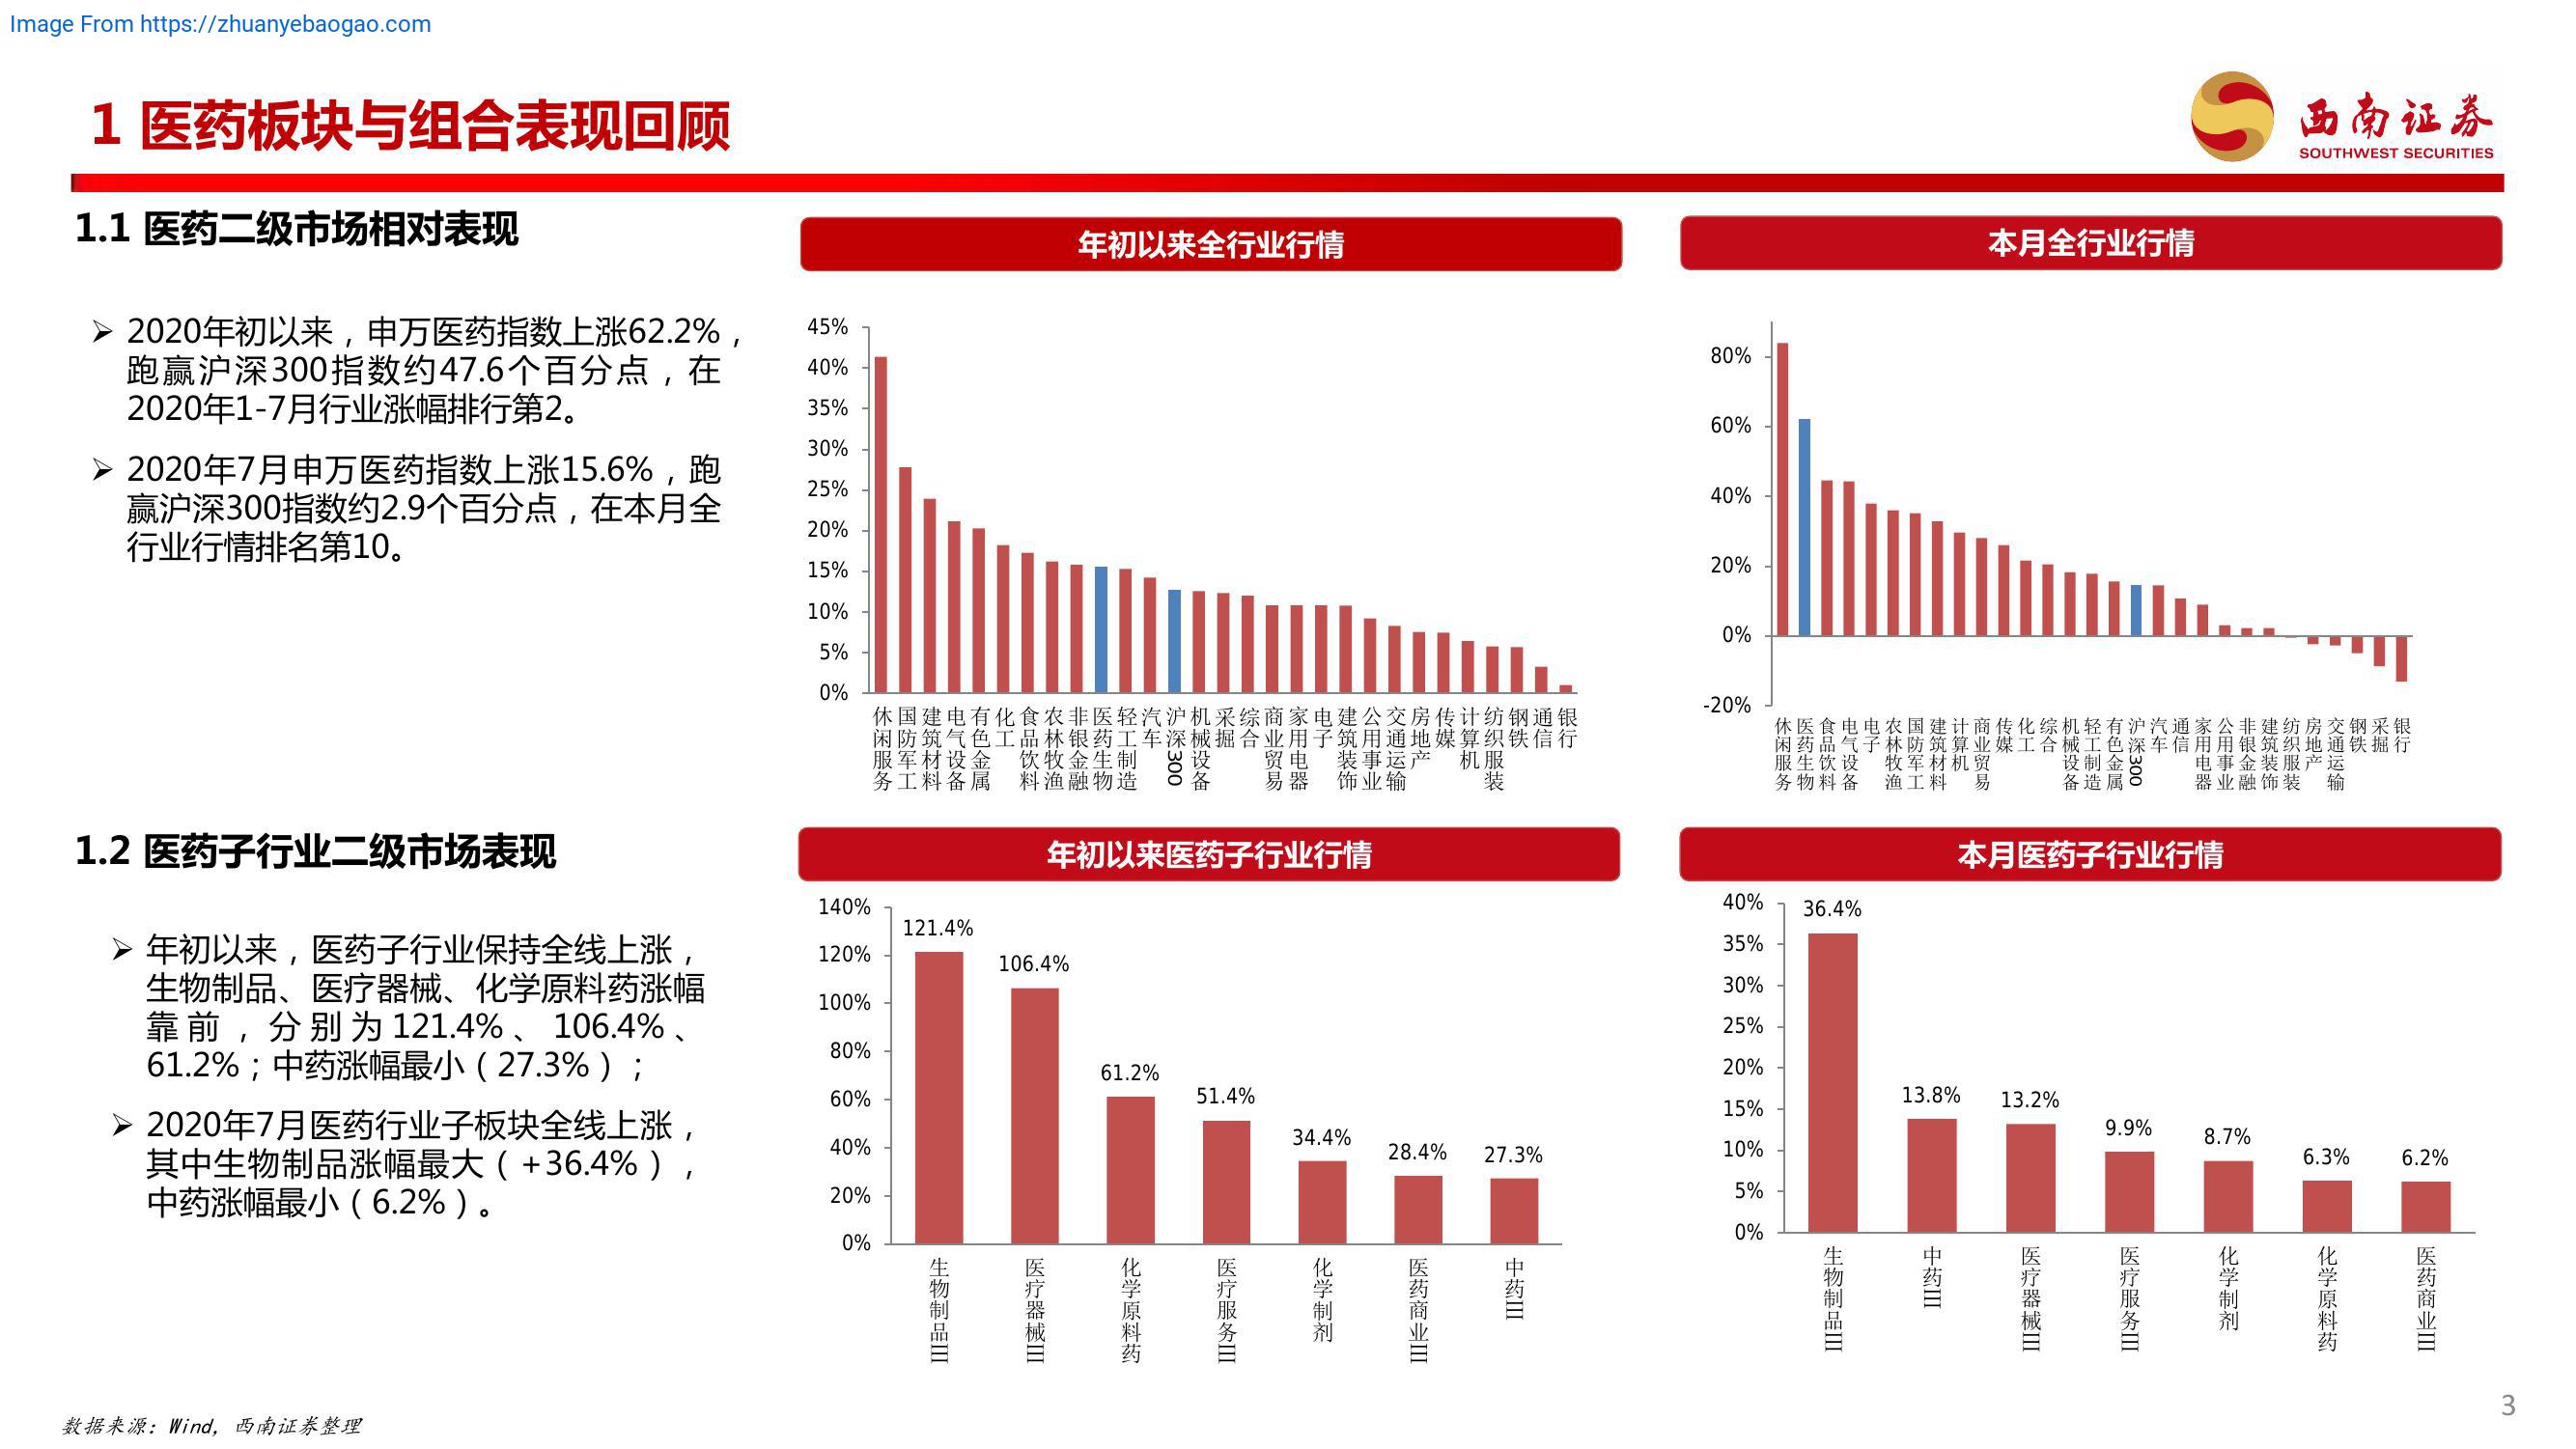 Image From https://zhuanyebaogao.com
1 医药板块与组合表现回顾
西南证券
SOUTHWEST SECURITIES
1.1 医药二级市场相对表现
➢ 2020年初以来，申万医药指数上涨62.2%，
跑赢沪深300指数约47.6个百分点，在
2020年1-7月行业涨幅排行第2。
➢ 2020年7月申万医药指数上涨15.6%，跑
赢沪深300指数约2.9个百分点，在本月全
行业行情排名第10。
年初以来全行业行情
45%
40%
35%
30%
25%
20%
15%
10%
5%
0%
休闲服务
国防军工
建筑材料
电气设备
有色金属
化工
食品饮料
农林牧渔
非银金融
医药生物
轻工制造
汽车
沪深300
机械设备
采掘
综合
商业贸易
家用电器
电子
建筑装饰
公用事业
交通运输
房地产
传媒
计算机
纺织服装
钢铁
通信
银行
本月全行业行情
80%
60%
40%
20%
0%
-20%
休闲服务
医药生物
食品饮料
电气设备
电子
农林牧渔
国防军工
建筑材料
计算机
商业贸易
传媒
化工
综合
机械设备
轻工制造
有色金属
沪深300
汽车
通信
家用电器
公用事业
非银金融
建筑装饰
纺织服装
房地产
交通运输
钢铁
采掘
银行
1.2 医药子行业二级市场表现
➢ 年初以来，医药子行业保持全线上涨，
生物制品、医疗器械、化学原料药涨幅
靠前，分别为121.4%、106.4%、
61.2%；中药涨幅最小（27.3%）；
➢ 2020年7月医药行业子板块全线上涨，
其中生物制品涨幅最大（+36.4%），
中药涨幅最小（6.2%）。
年初以来医药子行业行情
140%
120%
100%
80%
60%
40%
20%
0%
121.4%
106.4%
61.2%
51.4%
34.4%
28.4%
27.3%
生物制品III
医疗器械III
化学原料药
医疗服务III
化学制剂
医药商业III
中药III
本月医药子行业行情
40%
35%
30%
25%
20%
15%
10%
5%
0%
36.4%
13.8%
13.2%
9.9%
8.7%
6.3%
6.2%
生物制品III
中药III
医疗器械III
医疗服务III
化学制剂
化学原料药
医药商业III
数据来源：Wind，西南证券整理
3